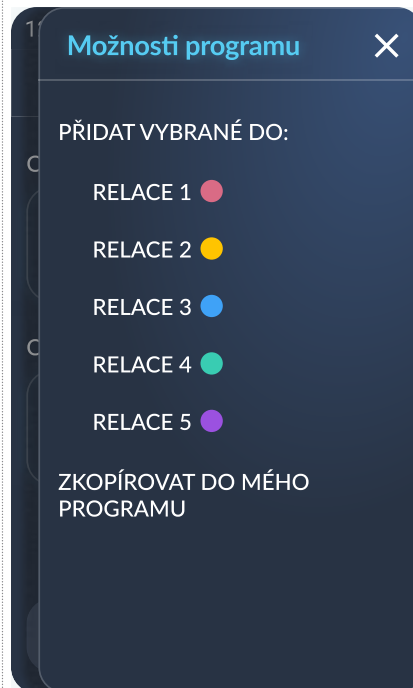 Možnosti programu
PŘIDAT VYBRANÉ DO:
RELACE 1
RELACE 2
RELACE 3
RELACE 4
RELACE 5
ZKOPÍROVAT DO MÉHO
PROGRAMU